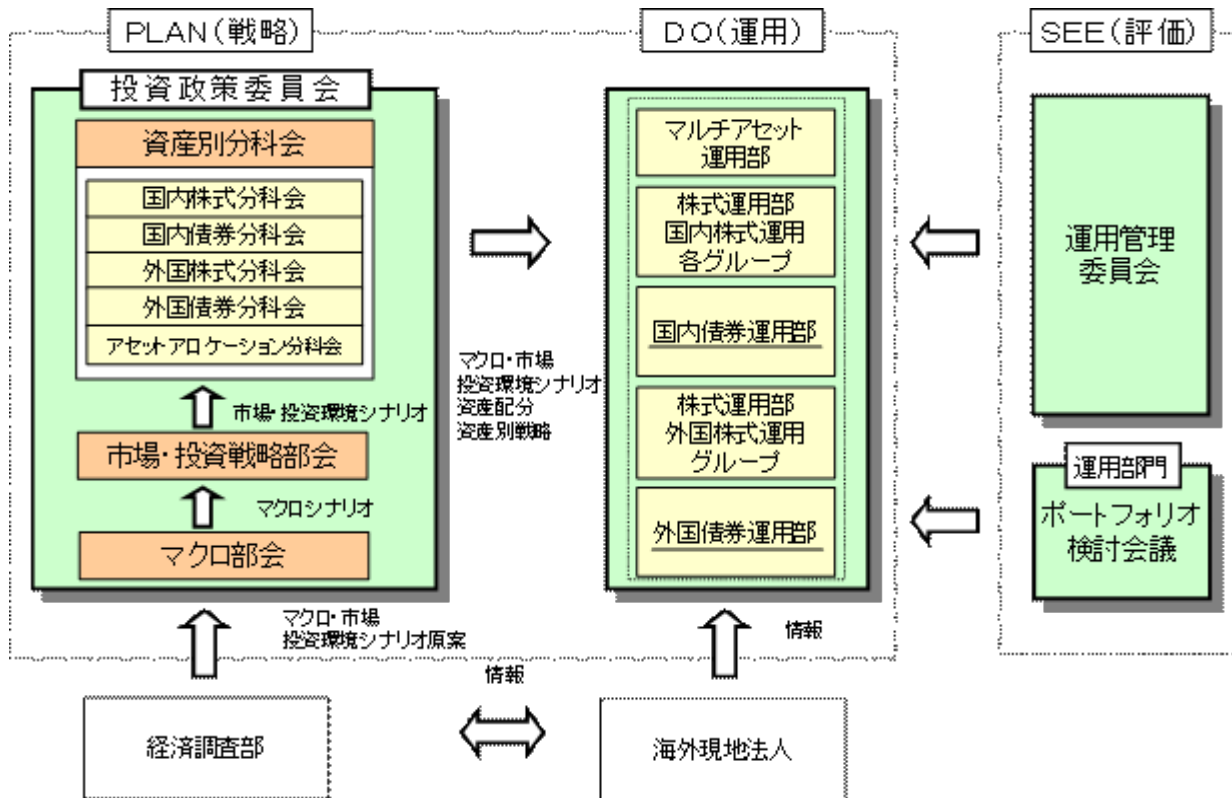 PLAN(戦略)
投資政策委員会
資産別分科会
国内株式分科会
国内債券分科会
外国株式分科会
外国債券分科会
アセットアロケーション分科会
市場・投資環境シナリオ
市場・投資戦略部会
マクロシナリオ
マクロ部会
マクロ・市場
投資環境シナリオ原案
経済調査部
マクロ・市場
投資環境シナリオ
資産配分
資産別戦略
DO(運用)
マルチアセット
運用部
株式運用部
国内株式運用
各グループ
国内債券運用部
株式運用部
外国株式運用
グループ
外国債券運用部
情報
情報
海外現地法人
SEE(評価)
運用管理
委員会
運用部門
ポートフォリオ
検討会議